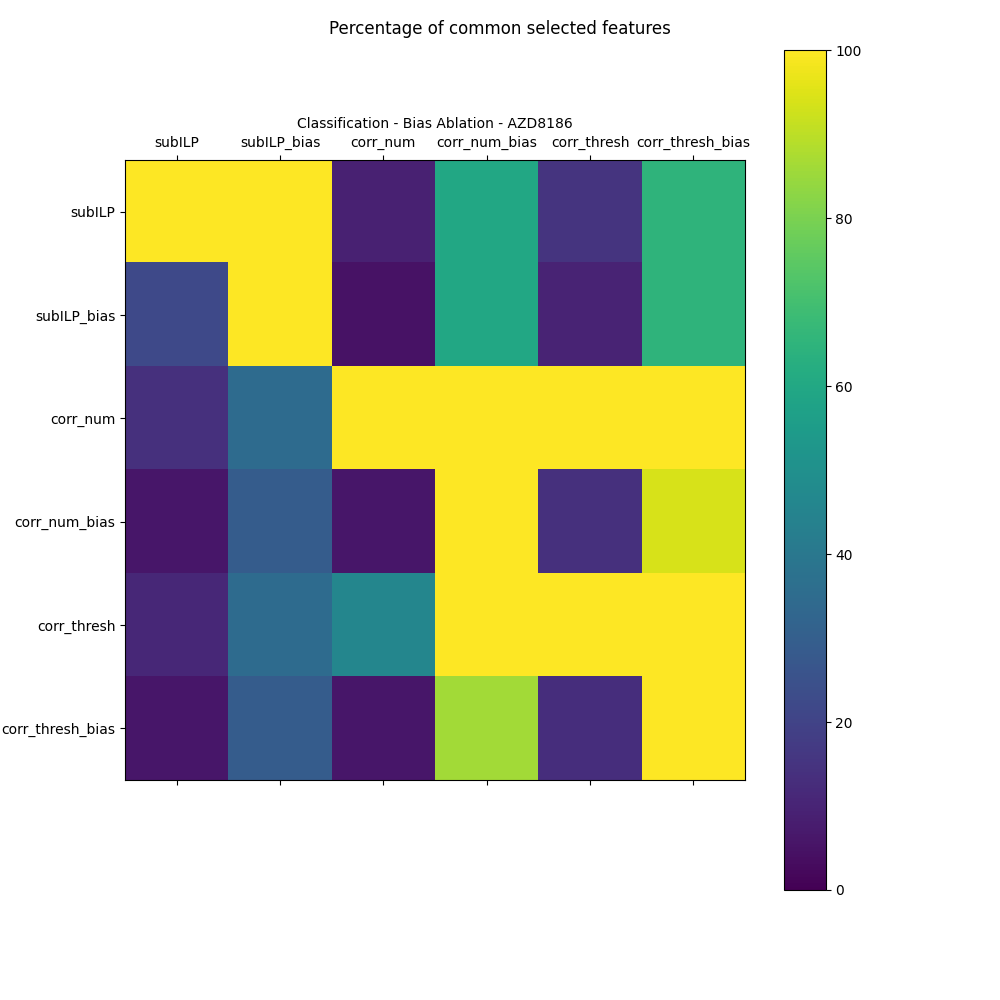 Percentage of common selected features
Classification - Bias Ablation - AZD8186
subILP subILP_bias corr_num corr_num_bias corr_thresh corr_thresh_bias
subILP
subILP_bias
corr_num
corr_num_bias
corr_thresh
corr_thresh_bias
100
80
60
40
20
0